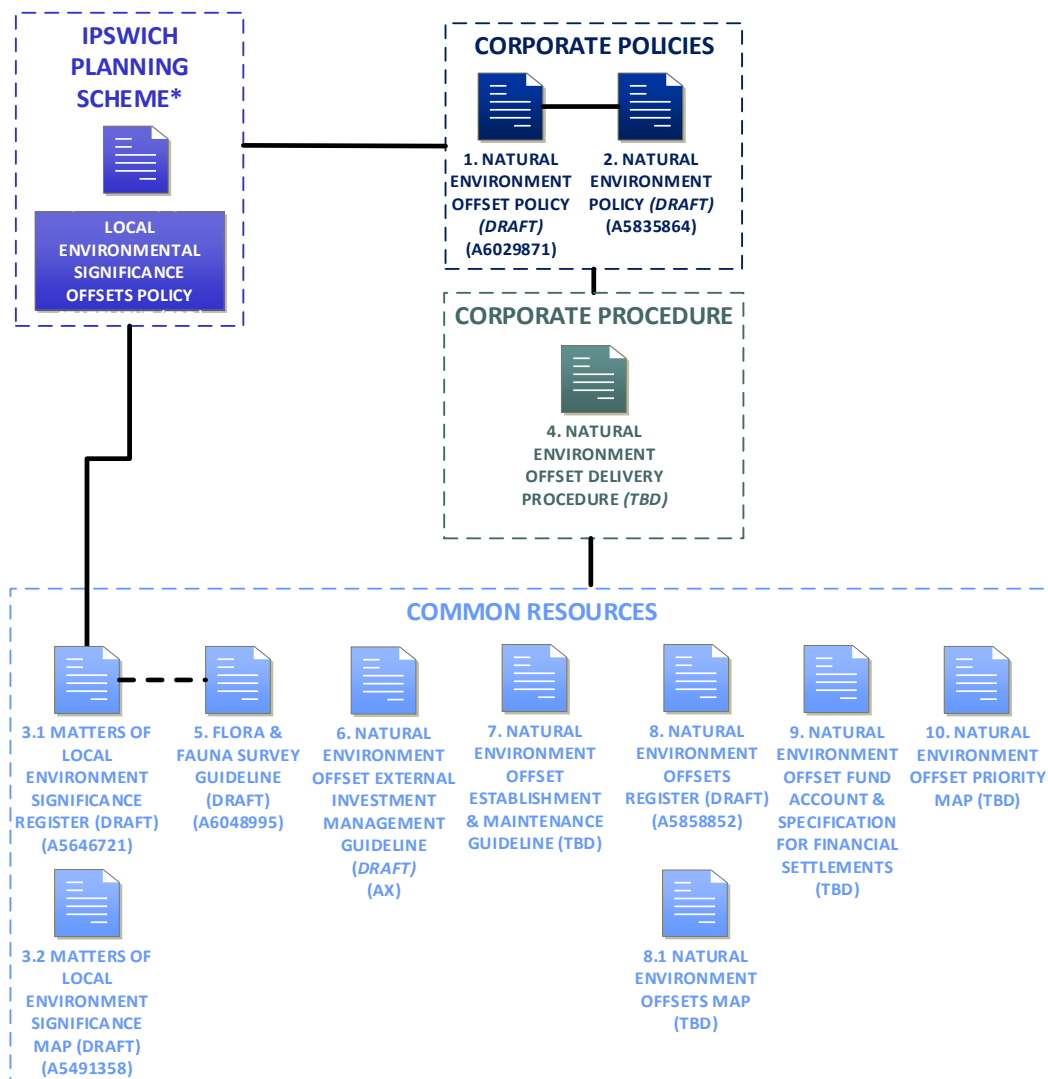 IPSWICH
PLANNING
SCHEME*
LOCAL
ENVIRONMENTAL
SIGNIFICANCE
OFFSETS POLICY
CORPORATE POLICIES
1. NATURAL
ENVIRONMENT
OFFSET POLICY
(DRAFT)
(A6029871)
2. NATURAL
ENVIRONMENT
POLICY (DRAFT)
(A5835864)
CORPORATE PROCEDURE
4. NATURAL
ENVIRONMENT
OFFSET DELIVERY
PROCEDURE (TBD)
COMMON RESOURCES
3.1 MATTERS OF
LOCAL
ENVIRONMENT
SIGNIFICANCE
REGISTER (DRAFT)
(A5646721)
5. FLORA &
FAUNA SURVEY
GUIDELINE
(DRAFT)
(A6048995)
6. NATURAL
ENVIRONMENT
OFFSET EXTERNAL
INVESTMENT
MANAGEMENT
GUIDELINE
(DRAFT)
(AX)
7. NATURAL
ENVIRONMENT
OFFSET
ESTABLISHMENT
& MAINTENANCE
GUIDELINE (TBD)
8. NATURAL
ENVIRONMENT
OFFSETS
REGISTER (DRAFT)
(A5858852)
9. NATURAL
ENVIRONMENT
OFFSET FUND
ACCOUNT &
SPECIFICATION
FOR FINANCIAL
SETTLEMENTS
(TBD)
10. NATURAL
ENVIRONMENT
OFFSET PRIORITY
MAP (TBD)
3.2 MATTERS OF
LOCAL
ENVIRONMENT
SIGNIFICANCE
MAP (DRAFT)
(A5491358)
8.1 NATURAL
ENVIRONMENT
OFFSETS MAP
(TBD)